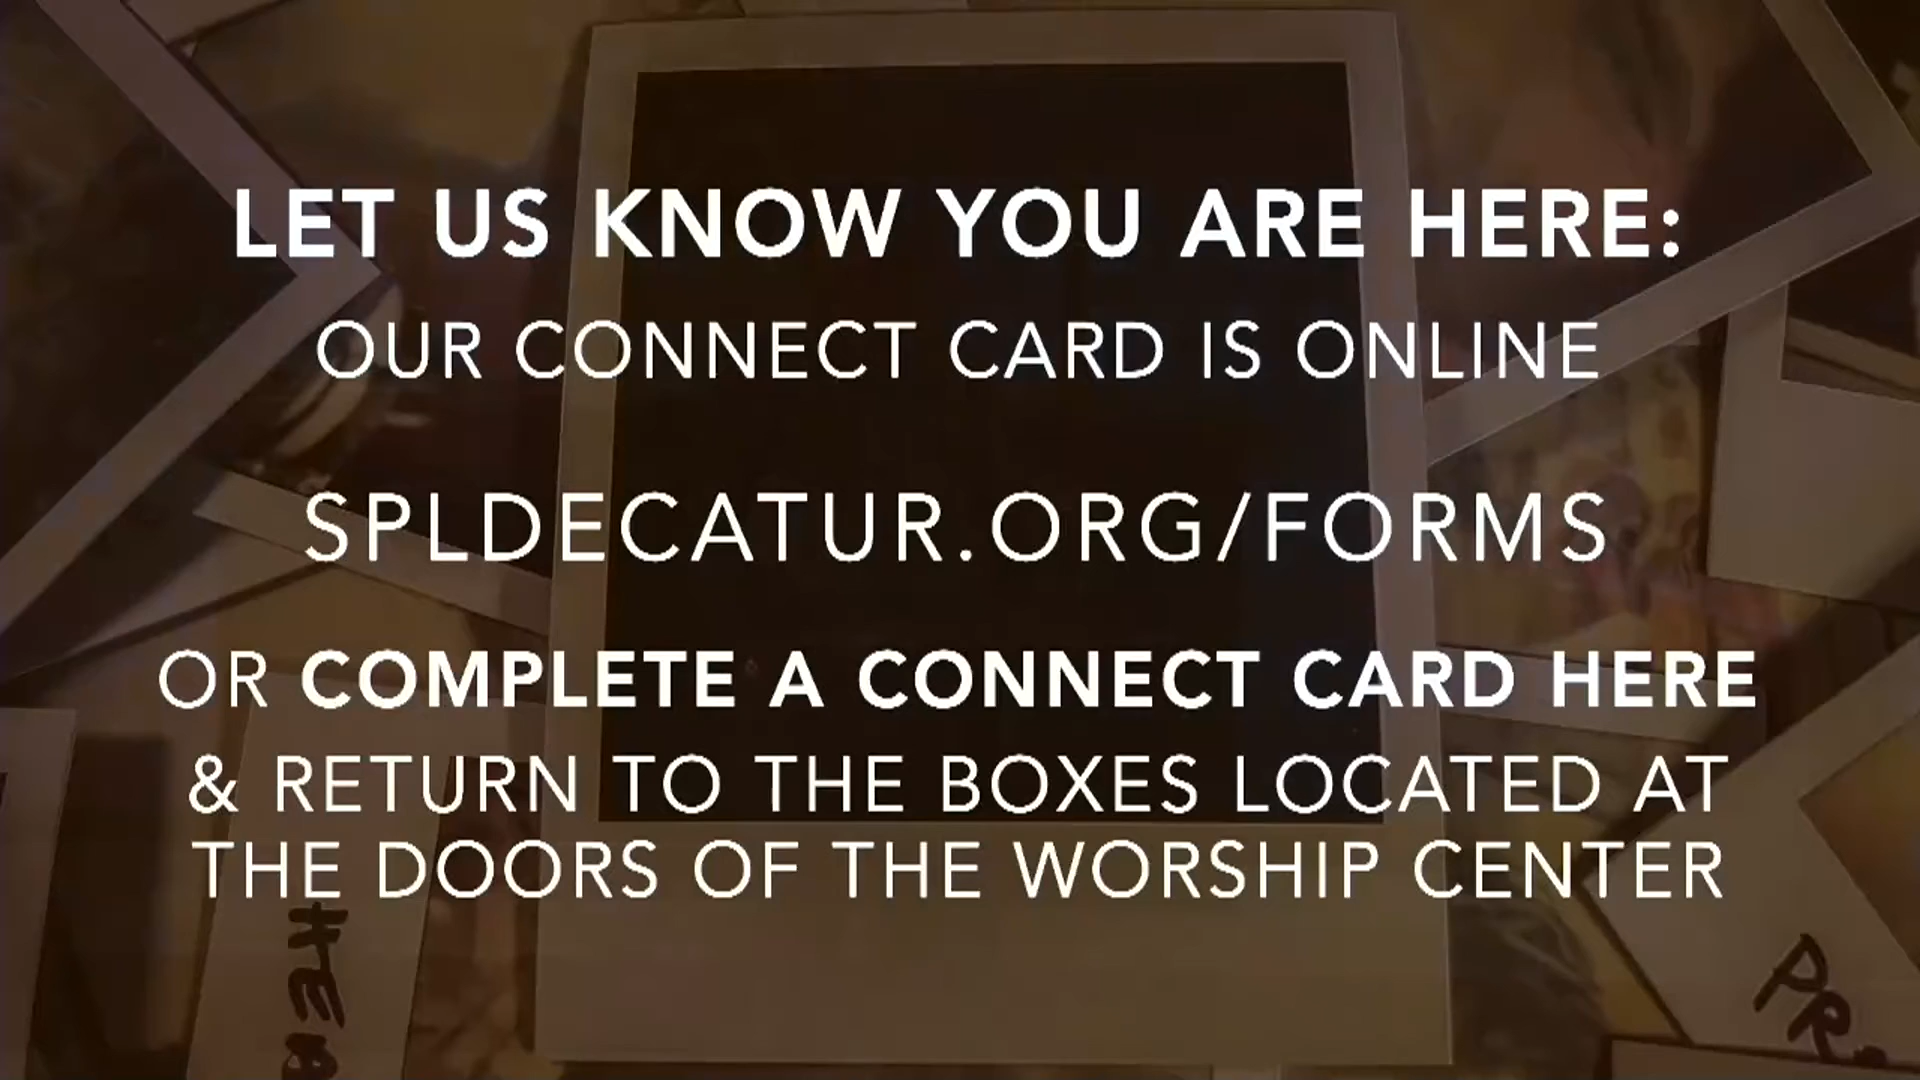 LET US KNOW YOU ARE HERE:
OUR CONNECT CARD IS ONLINE
SPLDECATUR.ORG/FORMS
OR COMPLETE A CONNECT CARD HERE
& RETURN TO THE BOXES LOCATED AT
THE DOORS OF THE WORSHIP CENTER